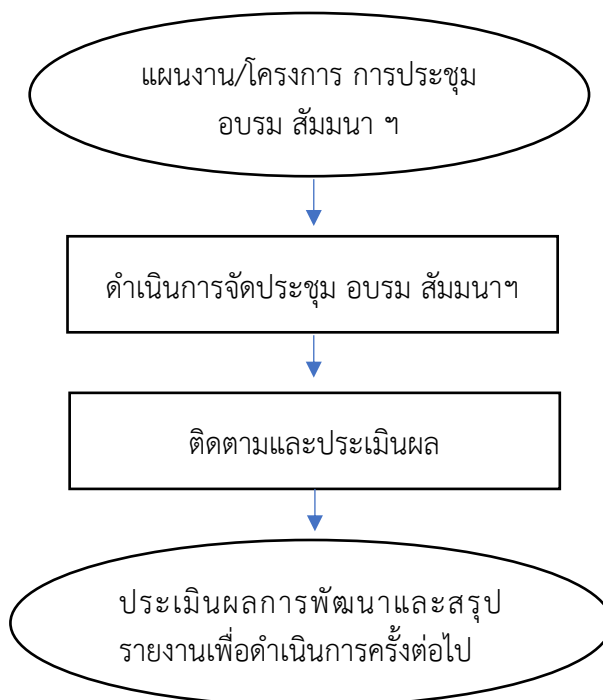 แผนงาน/โครงการ การประชุม
อบรม สัมมนา ฯ
ดำเนินการจัดประชุม อบรม สัมมนาฯ
ติดตามและประเมินผล
ประเมินผลการพัฒนาและสรุป
รายงานเพื่อดำเนินการครั้งต่อไป